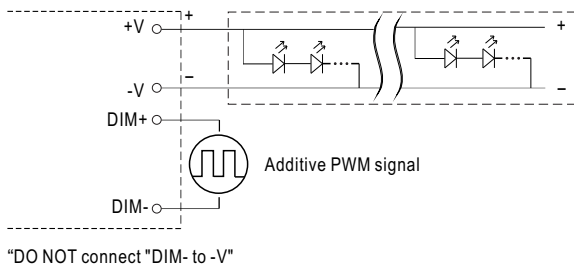 +V
+
+
-V
−
−
DIM+
Additive PWM signal
DIM-
“DO NOT connect "DIM- to -V"